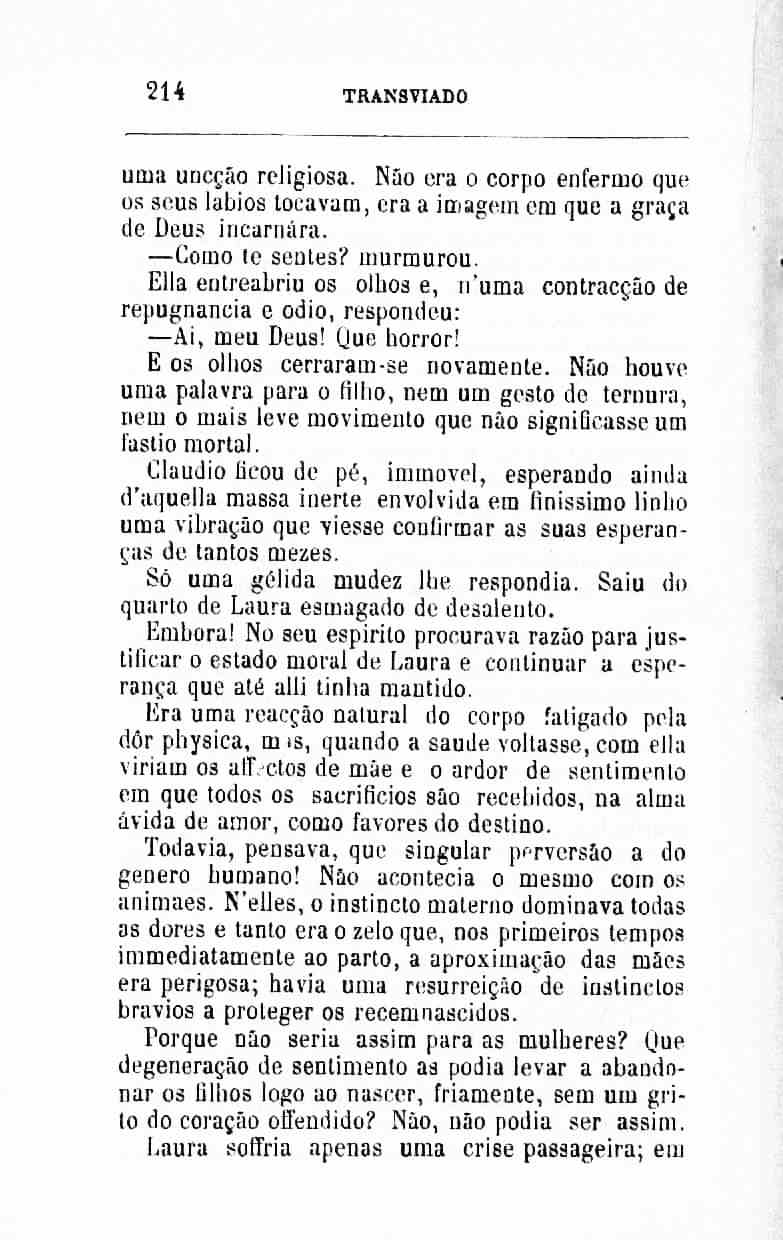 214 TRANSVIADO
uma uncção religiosa. Não era o corpo enfermo que
os seus labios tocavam, era a imagem em que a graça
de Deus incarnára.
—Como te sentes? murmurou.
Ella entreabriu os olhos e, n'uma contracção de
repugnancia e odio, respondeu:
—Ai, meu Deus! Que horror!
E os olhos cerraram-se novamente. Não houve
uma palavra para o filho, nem um gesto de ternura,
nem o mais leve movimento que não significasse um
fastio mortal.
Claudio ficou de pé, immovel, esperando ainda
d'aquella massa inerte envolvida em finissimo linho
uma vibração que viesse confirmar as suas esperan-
ças de tantos mezes.
Só uma gélida mudez lhe respondia. Saiu do
quarto de Laura esmagado de desalento.
Embora! No seu espirito procurava razão para jus-
tificar o estado moral de Laura e continuar a espe-
rança que até alli tinha mantido.
Era uma reacção natural do corpo fatigado pela
dôr physica, mas, quando a saude voltasse, com ella
viriam os affectos de mãe e o ardor de sentimento
em que todos os sacrificios são recebidos, na alma
ávida de amor, como favores do destino.
Todavia, pensava, que singular perversão a do
genero humano! Não acontecia o mesmo com os
animaes. N'elles, o instincto materno dominava todas
as dores e tanto era o zelo que, nos primeiros tempos
immediatamente ao parto, a aproximação das mães
era perigosa; havia uma resurreição de instinctos
bravios a proteger os recemnascidos.
Porque não seria assim para as mulheres? Que
degeneração de sentimento as podia levar a abando-
nar os filhos logo ao nascer, friamente, sem um gri-
to do coração offendido? Não, não podia ser assim.
Laura soffria apenas uma crise passageira; em